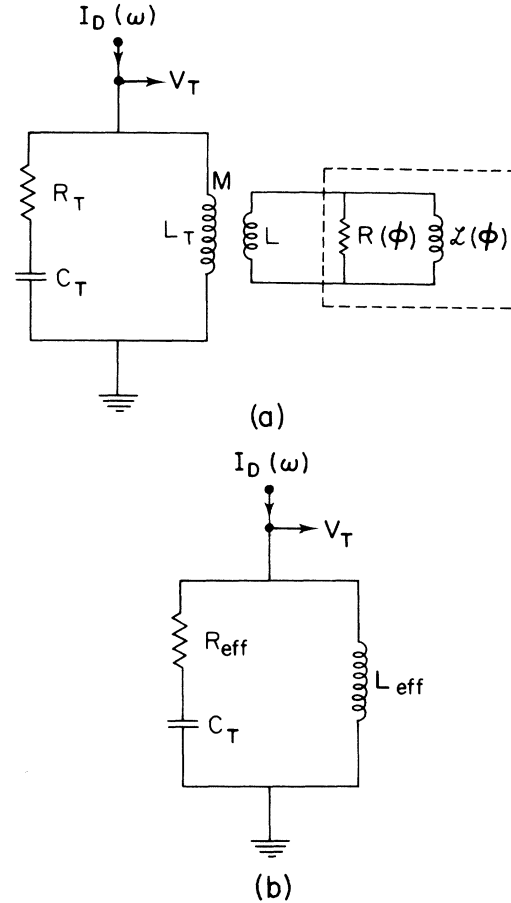 I_D (ω)
V_T
R_T
C_T
M
L_T
L
R (ϕ)
ℒ (ϕ)
(a)
I_D (ω)
V_T
R_eff
C_T
L_eff
(b)